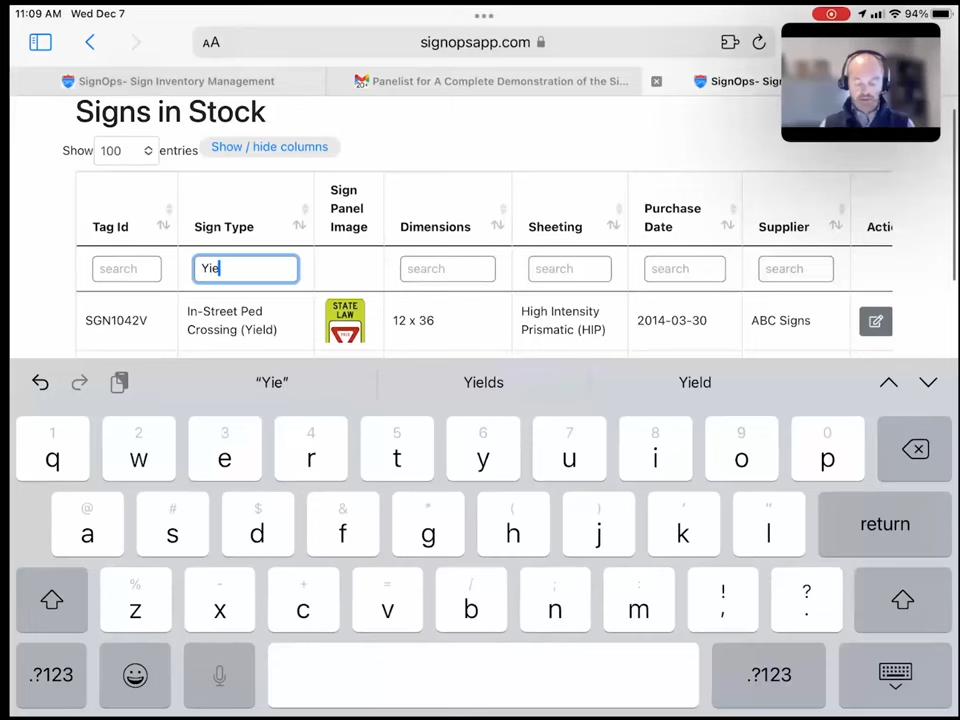 11:09 AM Wed Dec 7
94%
AA
signopsapp.com
SignOps- Sign Inventory Management
20+
Panelist for A Complete Demonstration of the Si...
SignOps- Sig
Signs in Stock
Show 100 entries
Show / hide columns
Tag Id
Sign Type
Sign Panel Image
Dimensions
Sheeting
Purchase Date
Supplier
Actio
search
Yie
search
search
search
search
SGN1042V
In-Street Ped Crossing (Yield)
STATE LAW
12 x 36
High Intensity Prismatic (HIP)
2014-03-30
ABC Signs
“Yie”
Yields
Yield
1 2 3 4 5 6 7 8 9 0
q w e r t y u i o p
@ # $ & * ( ) ' "
a s d f g h j k l return
% - + = / ; : ! ?
z x c v b n m , .
.?123
.?123